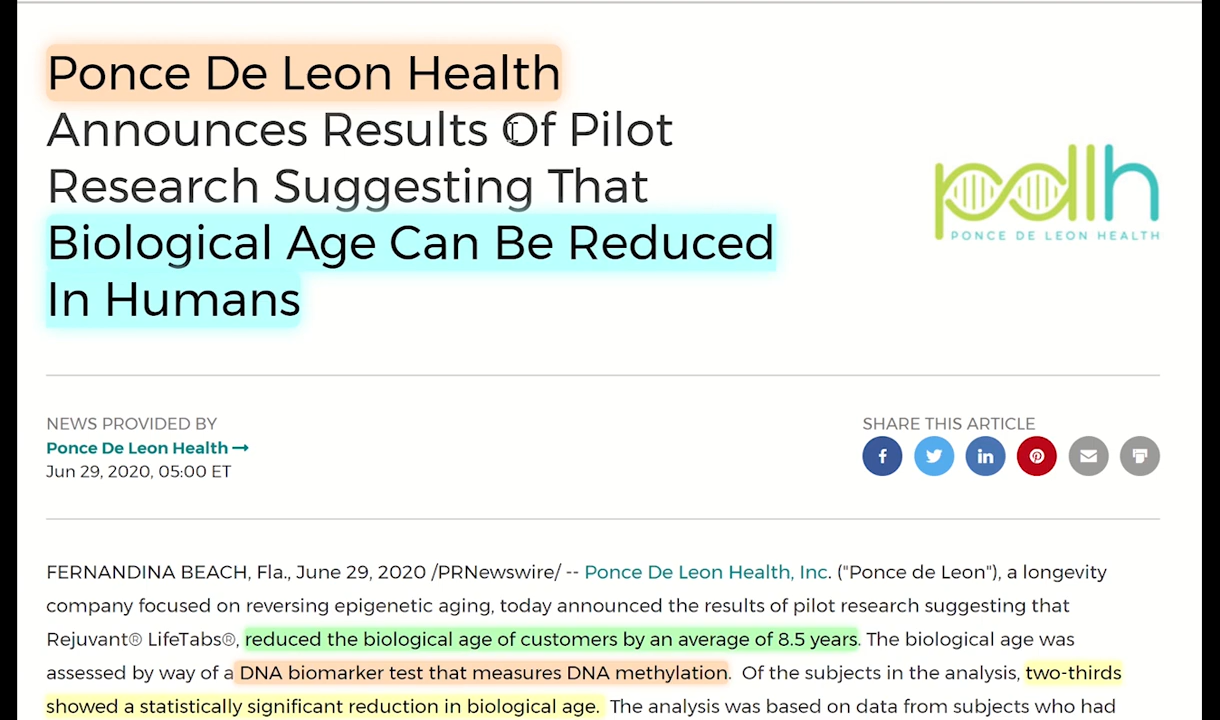 Ponce De Leon Health
Announces Results Of Pilot
Research Suggesting That
Biological Age Can Be Reduced
In Humans
pdlh
PONCE DE LEON HEALTH
NEWS PROVIDED BY
Ponce De Leon Health
Jun 29, 2020, 05:00 ET
SHARE THIS ARTICLE
FERNANDINA BEACH, Fla., June 29, 2020 /PRNewswire/ -- Ponce De Leon Health, Inc. ("Ponce de Leon"), a longevity
company focused on reversing epigenetic aging, today announced the results of pilot research suggesting that
Rejuvant® LifeTabs®, reduced the biological age of customers by an average of 8.5 years. The biological age was
assessed by way of a DNA biomarker test that measures DNA methylation. Of the subjects in the analysis, two-thirds
showed a statistically significant reduction in biological age. The analysis was based on data from subjects who had